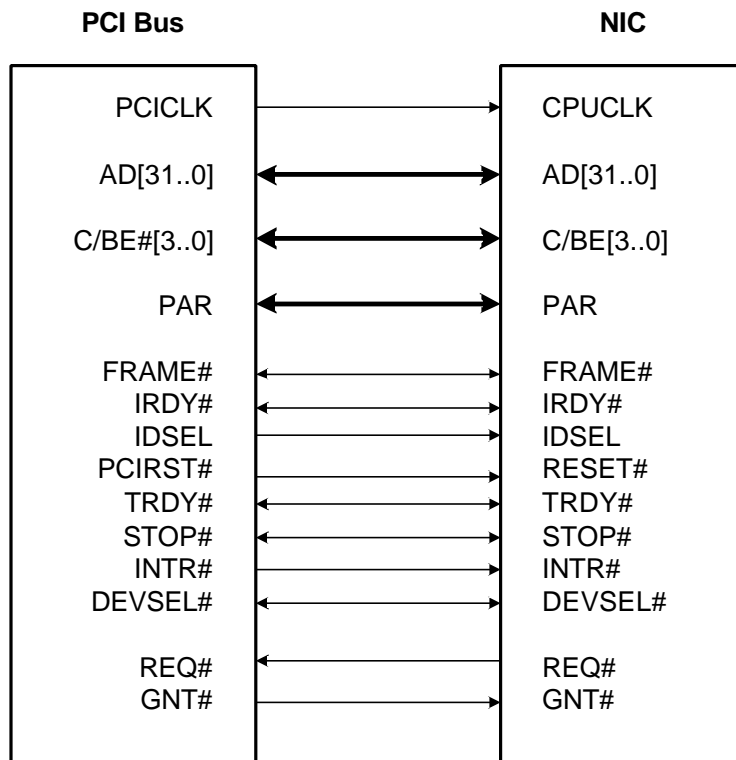 PCI Bus NIC
PCICLK CPUCLK
AD[31..0] AD[31..0]
C/BE#[3..0] C/BE[3..0]
PAR PAR
FRAME# FRAME#
IRDY# IRDY#
IDSEL IDSEL
PCIRST# RESET#
TRDY# TRDY#
STOP# STOP#
INTR# INTR#
DEVSEL# DEVSEL#
REQ# REQ#
GNT# GNT#